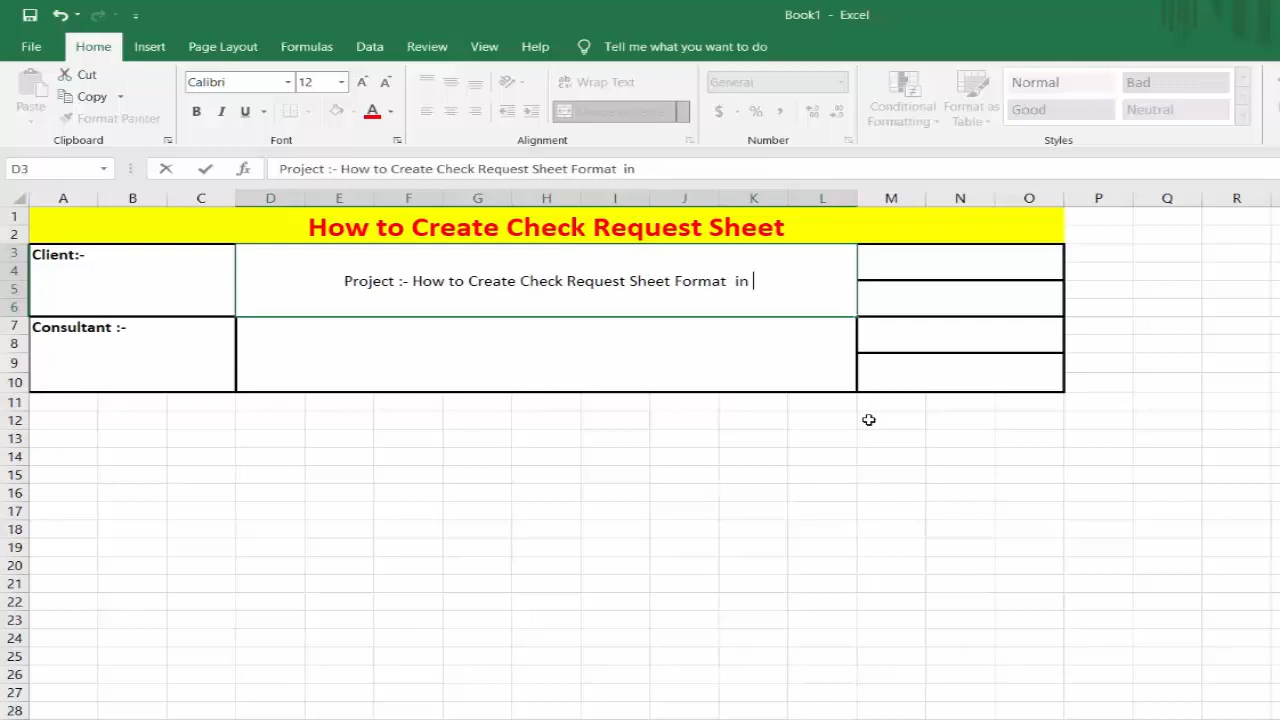 Book1 - Excel
File Home Insert Page Layout Formulas Data Review View Help Tell me what you want to do
Paste
Cut
Copy
Format Painter
Calibri 12
B I U A
Wrap Text
General
$ % ,
Conditional Formatting
Format as Table
Normal Bad
Good Neutral
Clipboard Font Alignment Number Styles
D3 fx Project :- How to Create Check Request Sheet Format  in
A B C D E F G H I J K L M N O P Q R
1
How to Create Check Request Sheet
2
3 Client:-
4
Project :- How to Create Check Request Sheet Format  in
5
6
7 Consultant :-
8
9
10
11
12
13
14
15
16
17
18
19
20
21
22
23
24
25
26
27
28